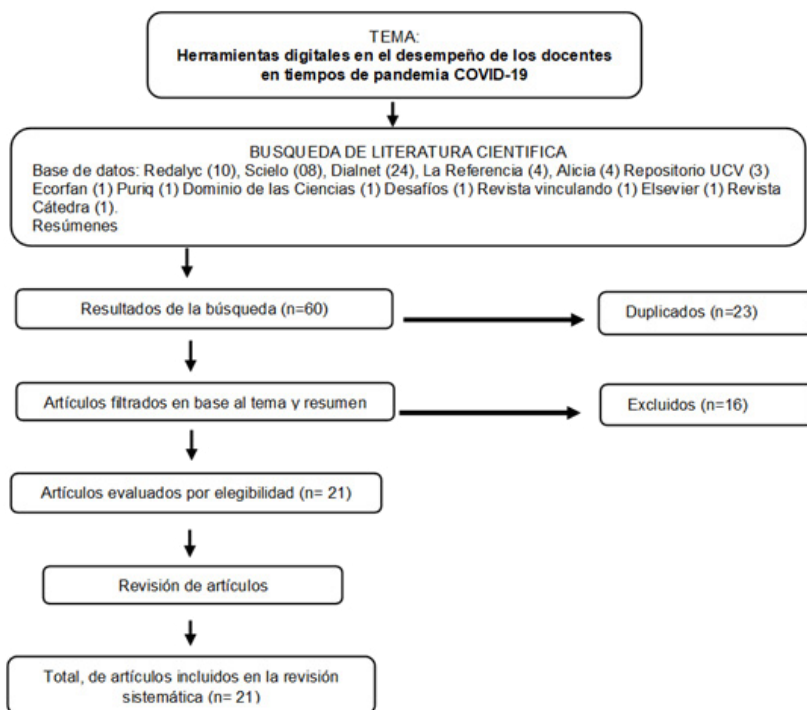 TEMA:
Herramientas digitales en el desempeño de los docentes
en tiempos de pandemia COVID-19
BUSQUEDA DE LITERATURA CIENTIFICA
Base de datos: Redalyc (10), Scielo (08), Dialnet (24), La Referencia (4), Alicia (4) Repositorio UCV (3)
Ecorfan (1) Puriq (1) Dominio de las Ciencias (1) Desafíos (1) Revista vinculando (1) Elsevier (1) Revista
Cátedra (1).
Resúmenes
Resultados de la búsqueda (n=60)
Duplicados (n=23)
Artículos filtrados en base al tema y resumen
Excluidos (n=16)
Artículos evaluados por elegibilidad (n= 21)
Revisión de artículos
Total, de artículos incluidos en la revisión
sistemática (n= 21)